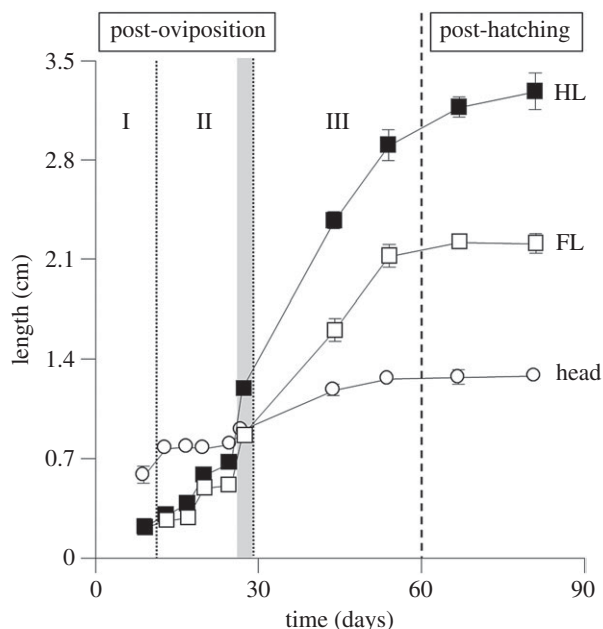 post-oviposition
post-hatching
3.5
2.8
2.1
1.4
0.7
0
I
II
III
HL
FL
head
length (cm)
0
30
60
90
time (days)